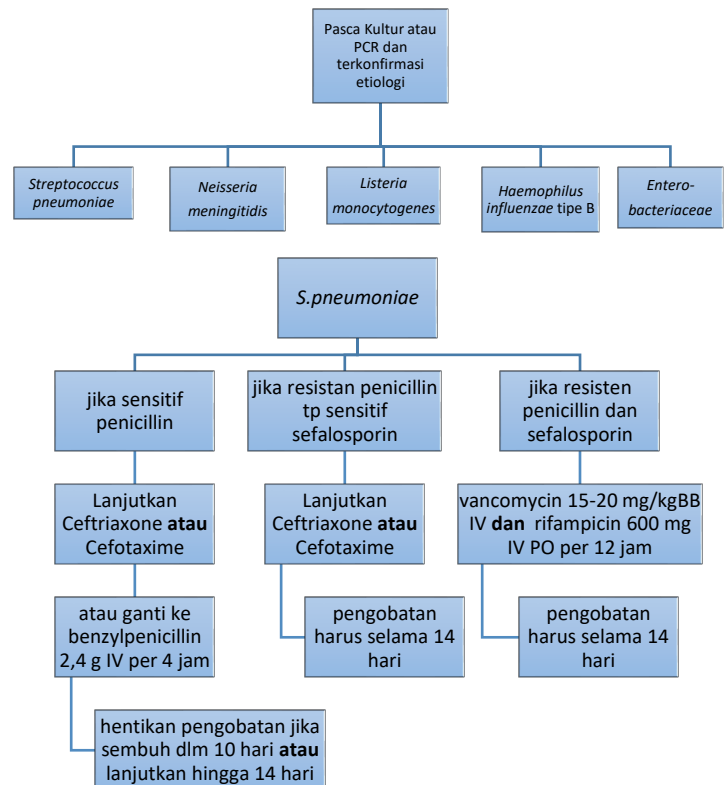 Pasca Kultur atau
PCR dan
terkonfirmasi
etiologi
Streptococcus
pneumoniae
Neisseria
meningitidis
Listeria
monocytogenes
Haemophilus
influenzae tipe B
Entero-
bacteriaceae
S.pneumoniae
jika sensitif
penicillin
jika resistan penicillin
tp sensitif
sefalosporin
jika resisten
penicillin dan
sefalosporin
Lanjutkan
Ceftriaxone atau
Cefotaxime
Lanjutkan
Ceftriaxone atau
Cefotaxime
vancomycin 15-20 mg/kgBB
IV dan rifampicin 600 mg
IV PO per 12 jam
atau ganti ke
benzylpenicillin
2,4 g IV per 4 jam
pengobatan
harus selama 14
hari
pengobatan
harus selama 14
hari
hentikan pengobatan jika
sembuh dlm 10 hari atau
lanjutkan hingga 14 hari